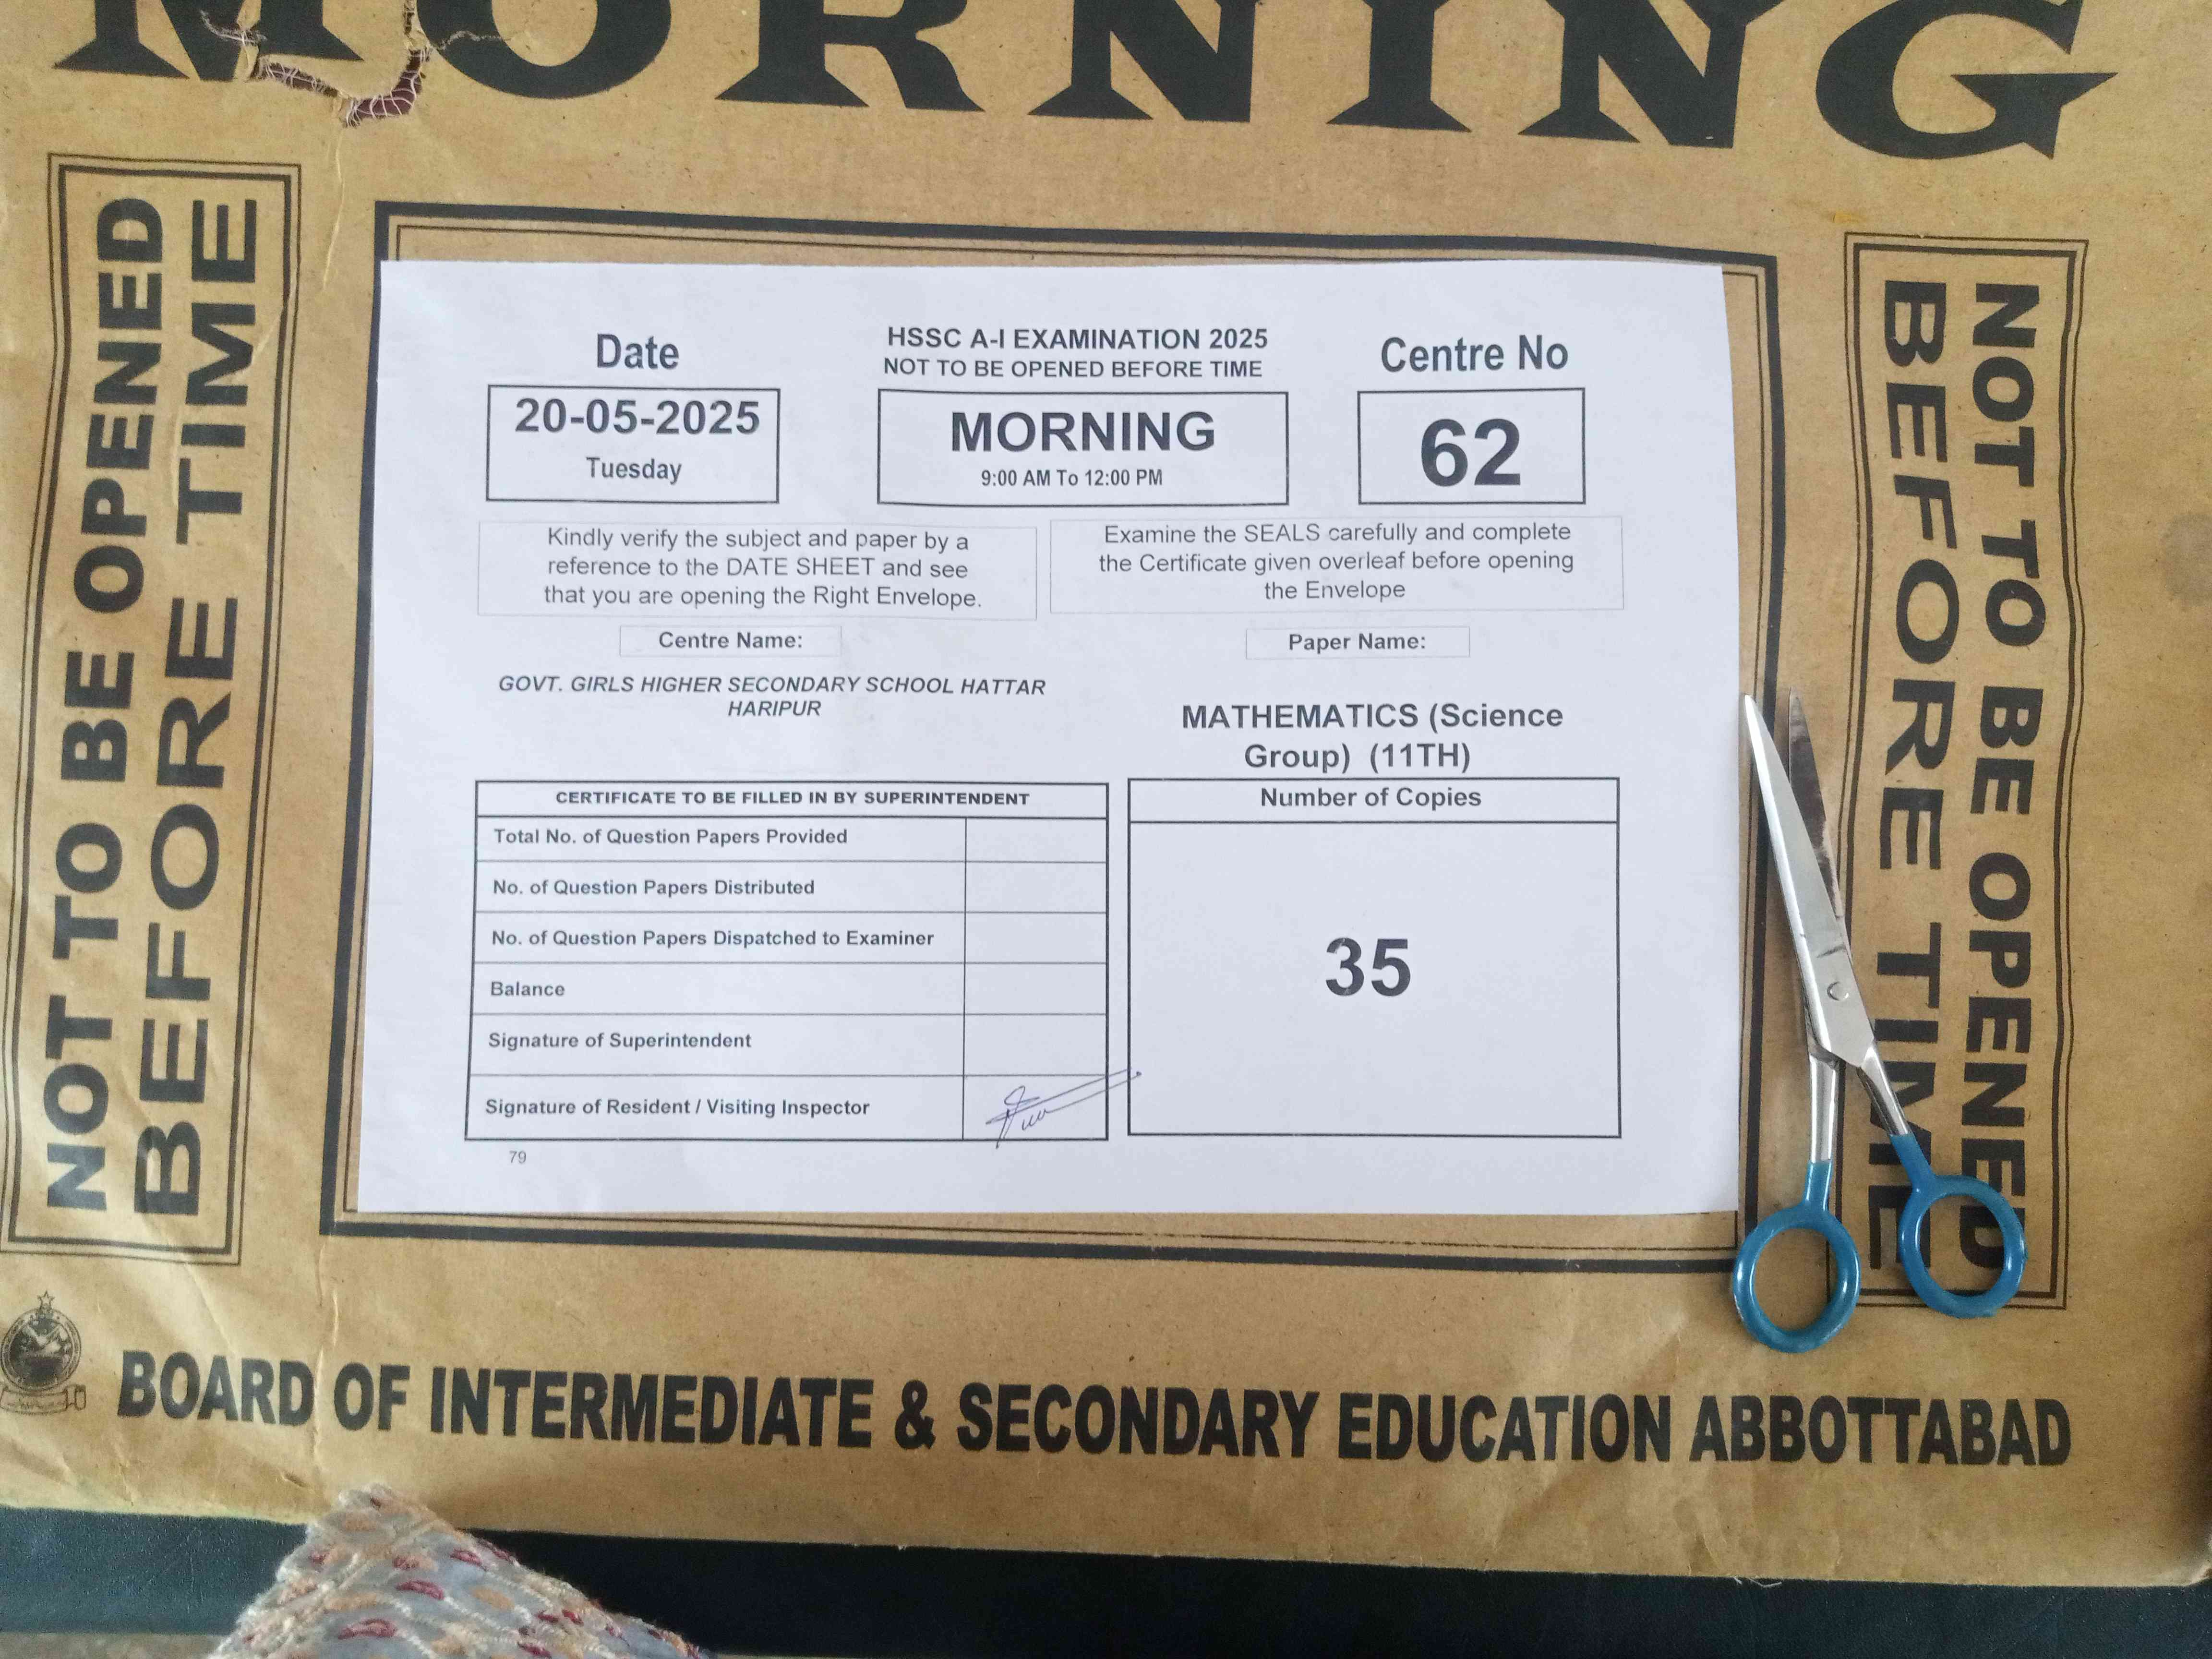 MORNING
NOT TO BE OPENED
BEFORE TIME
Date
20-05-2025
Tuesday
HSSC A-I EXAMINATION 2025
NOT TO BE OPENED BEFORE TIME
MORNING
9:00 AM To 12:00 PM
Centre No
62
Kindly verify the subject and paper by a
reference to the DATE SHEET and see
that you are opening the Right Envelope.
Examine the SEALS carefully and complete
the Certificate given overleaf before opening
the Envelope
Centre Name:
GOVT. GIRLS HIGHER SECONDARY SCHOOL HATTAR
HARIPUR
Paper Name:
MATHEMATICS (Science
Group) (11TH)
CERTIFICATE TO BE FILLED IN BY SUPERINTENDENT
Total No. of Question Papers Provided
No. of Question Papers Distributed
No. of Question Papers Dispatched to Examiner
Balance
Signature of Superintendent
Signature of Resident / Visiting Inspector
79
Number of Copies
35
NOT TO BE OPENED
BEFORE TIME
BOARD OF INTERMEDIATE & SECONDARY EDUCATION ABBOTTABAD